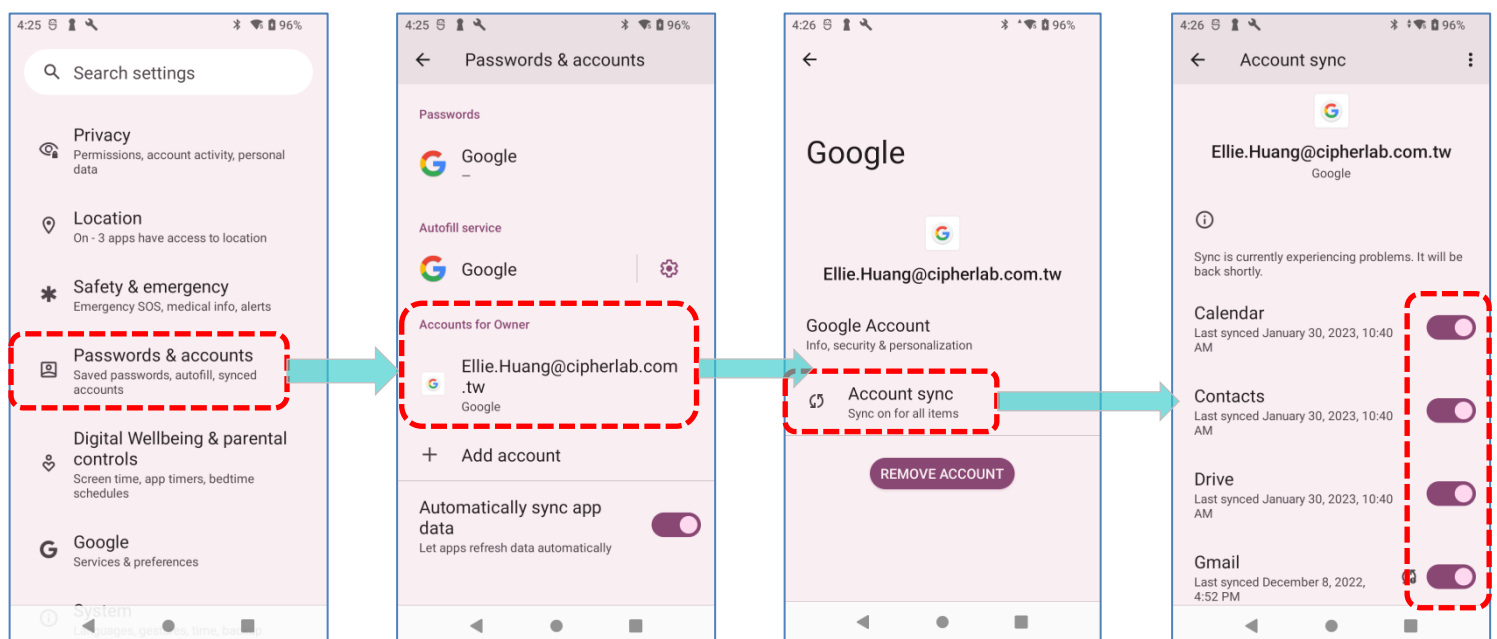 4:25 96%
Search settings
Privacy
Permissions, account activity, personal
data
Location
On - 3 apps have access to location
Safety & emergency
Emergency SOS, medical info, alerts
Passwords & accounts
Saved passwords, autofill, synced
accounts
Digital Wellbeing & parental
controls
Screen time, app timers, bedtime
schedules
Google
Services & preferences
System
Languages, gestures, time, backup
4:25 96%
Passwords & accounts
Passwords
Google
–
Autofill service
Google
Accounts for Owner
Ellie.Huang@cipherlab.com
.tw
Google
Add account
Automatically sync app
data
Let apps refresh data automatically
4:26 96%
Google
Ellie.Huang@cipherlab.com.tw
Google Account
Info, security & personalization
Account sync
Sync on for all items
REMOVE ACCOUNT
4:26 96%
Account sync
Ellie.Huang@cipherlab.com.tw
Google
Sync is currently experiencing problems. It will be
back shortly.
Calendar
Last synced January 30, 2023, 10:40
AM
Contacts
Last synced January 30, 2023, 10:40
AM
Drive
Last synced January 30, 2023, 10:40
AM
Gmail
Last synced December 8, 2022,
4:52 PM